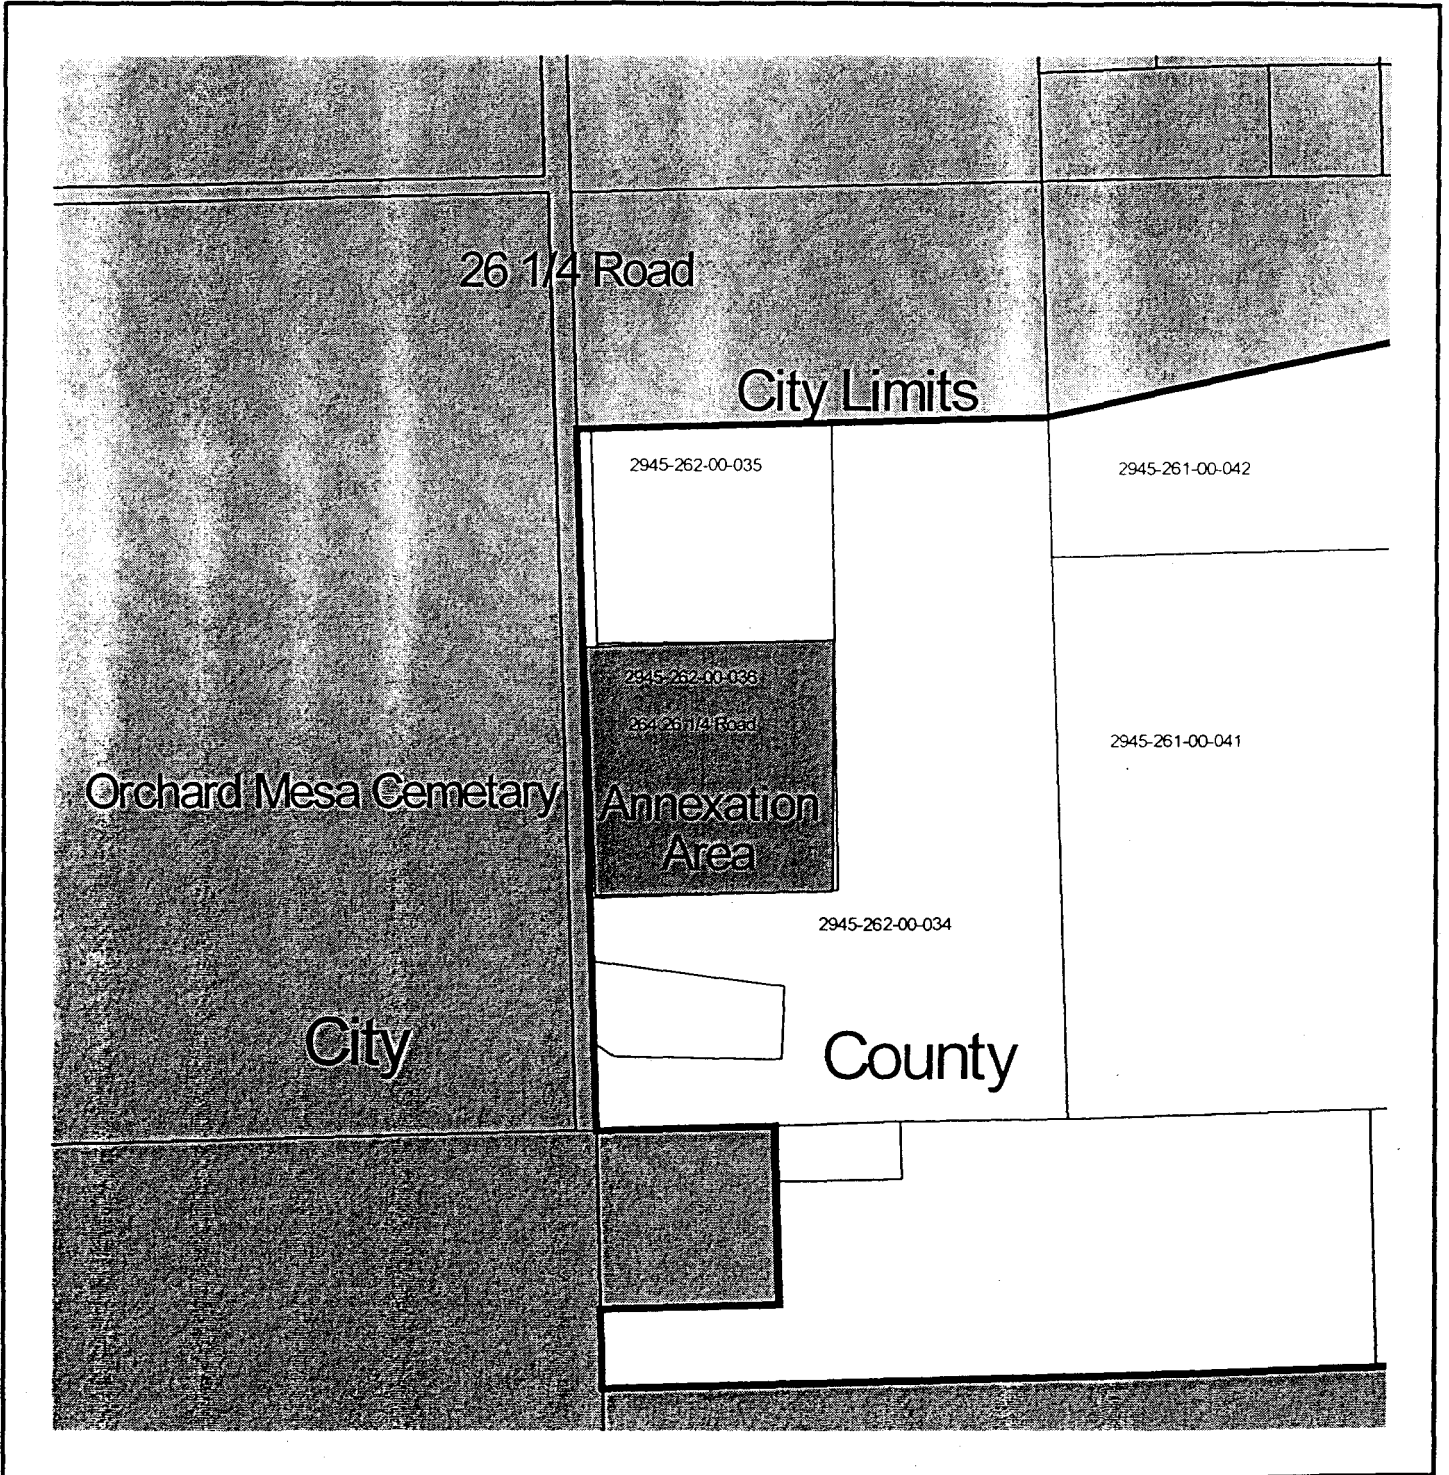 26 1/4 Road
City Limits
2945-262-00-035
2945-261-00-042
2945-262-00-036
264 26 1/4 Road
2945-261-00-041
Orchard Mesa Cemetary
Annexation
Area
2945-262-00-034
City
County